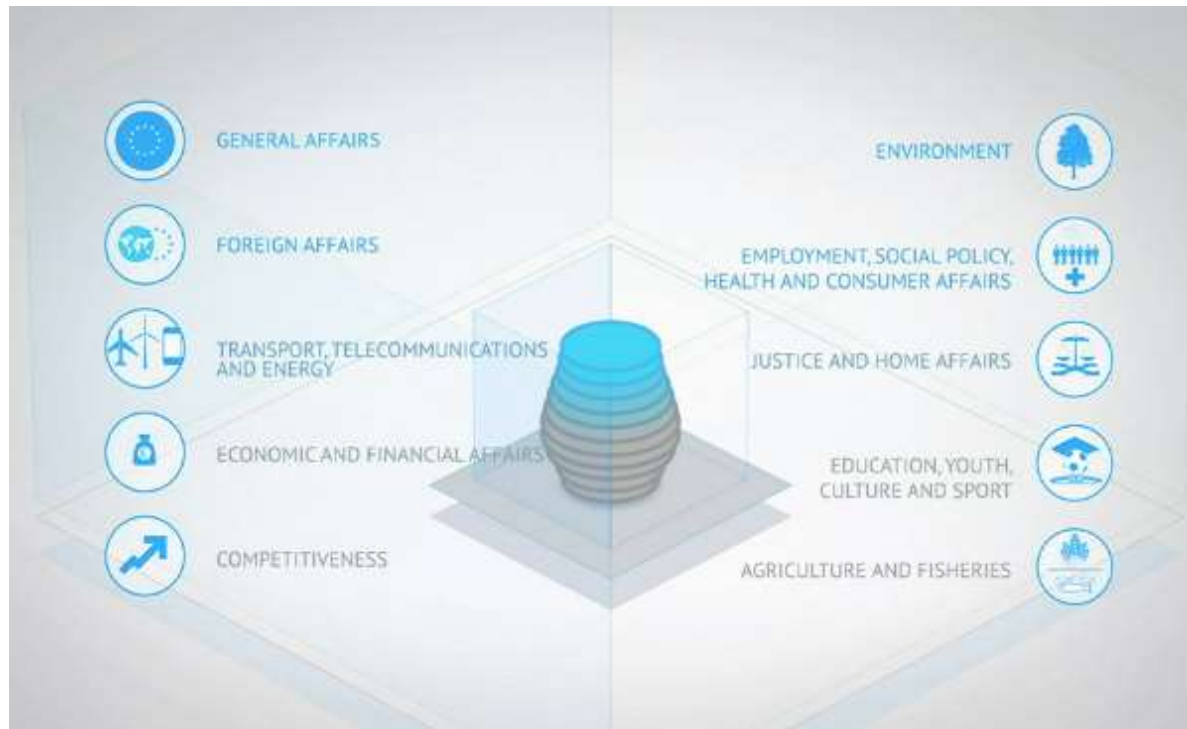 GENERAL AFFAIRS
FOREIGN AFFAIRS
TRANSPORT, TELECOMMUNICATIONS
AND ENERGY
ECONOMIC AND FINANCIAL AFFAIRS
COMPETITIVENESS
ENVIRONMENT
EMPLOYMENT, SOCIAL POLICY,
HEALTH AND CONSUMER AFFAIRS
JUSTICE AND HOME AFFAIRS
EDUCATION, YOUTH,
CULTURE AND SPORT
AGRICULTURE AND FISHERIES